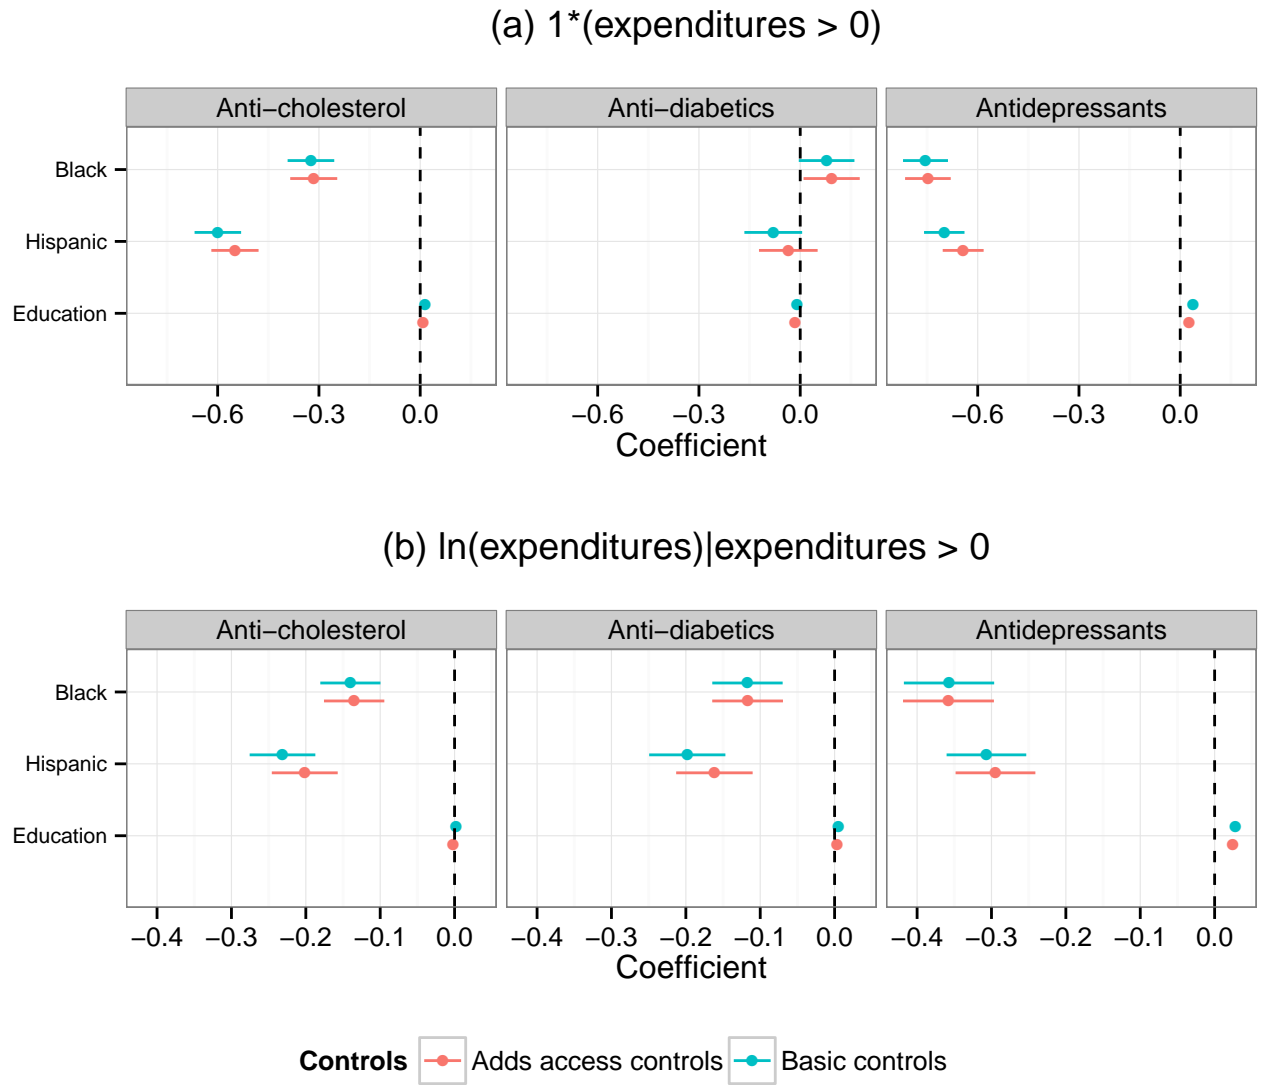 (a) 1*(expenditures > 0)
Anti−cholesterol Anti−diabetics Antidepressants
Black
Hispanic
Education
−0.6 −0.3 0.0 −0.6 −0.3 0.0 −0.6 −0.3 0.0
Coefficient
(b) ln(expenditures)|expenditures > 0
Anti−cholesterol Anti−diabetics Antidepressants
Black
Hispanic
Education
−0.4 −0.3 −0.2 −0.1 0.0 −0.4 −0.3 −0.2 −0.1 0.0 −0.4 −0.3 −0.2 −0.1 0.0
Coefficient
Controls Adds access controls Basic controls